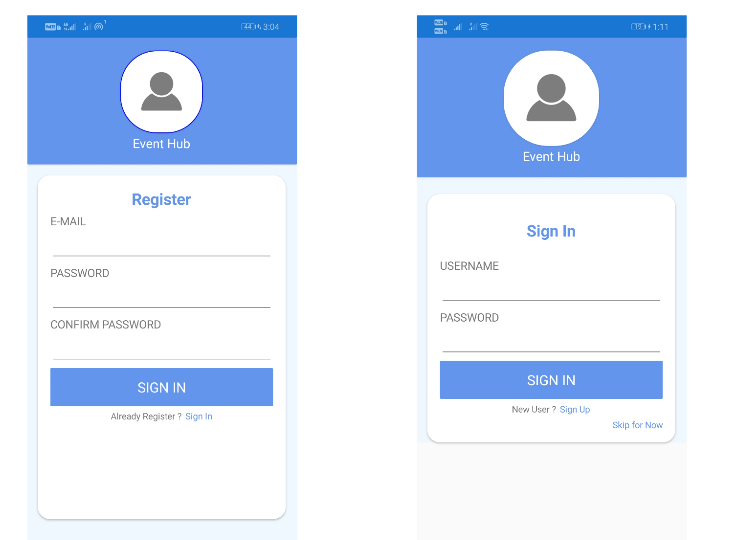 3:04
Event Hub
Register
E-MAIL
PASSWORD
CONFIRM PASSWORD
SIGN IN
Already Register ? Sign In
1:11
Event Hub
Sign In
USERNAME
PASSWORD
SIGN IN
New User ? Sign Up
Skip for Now